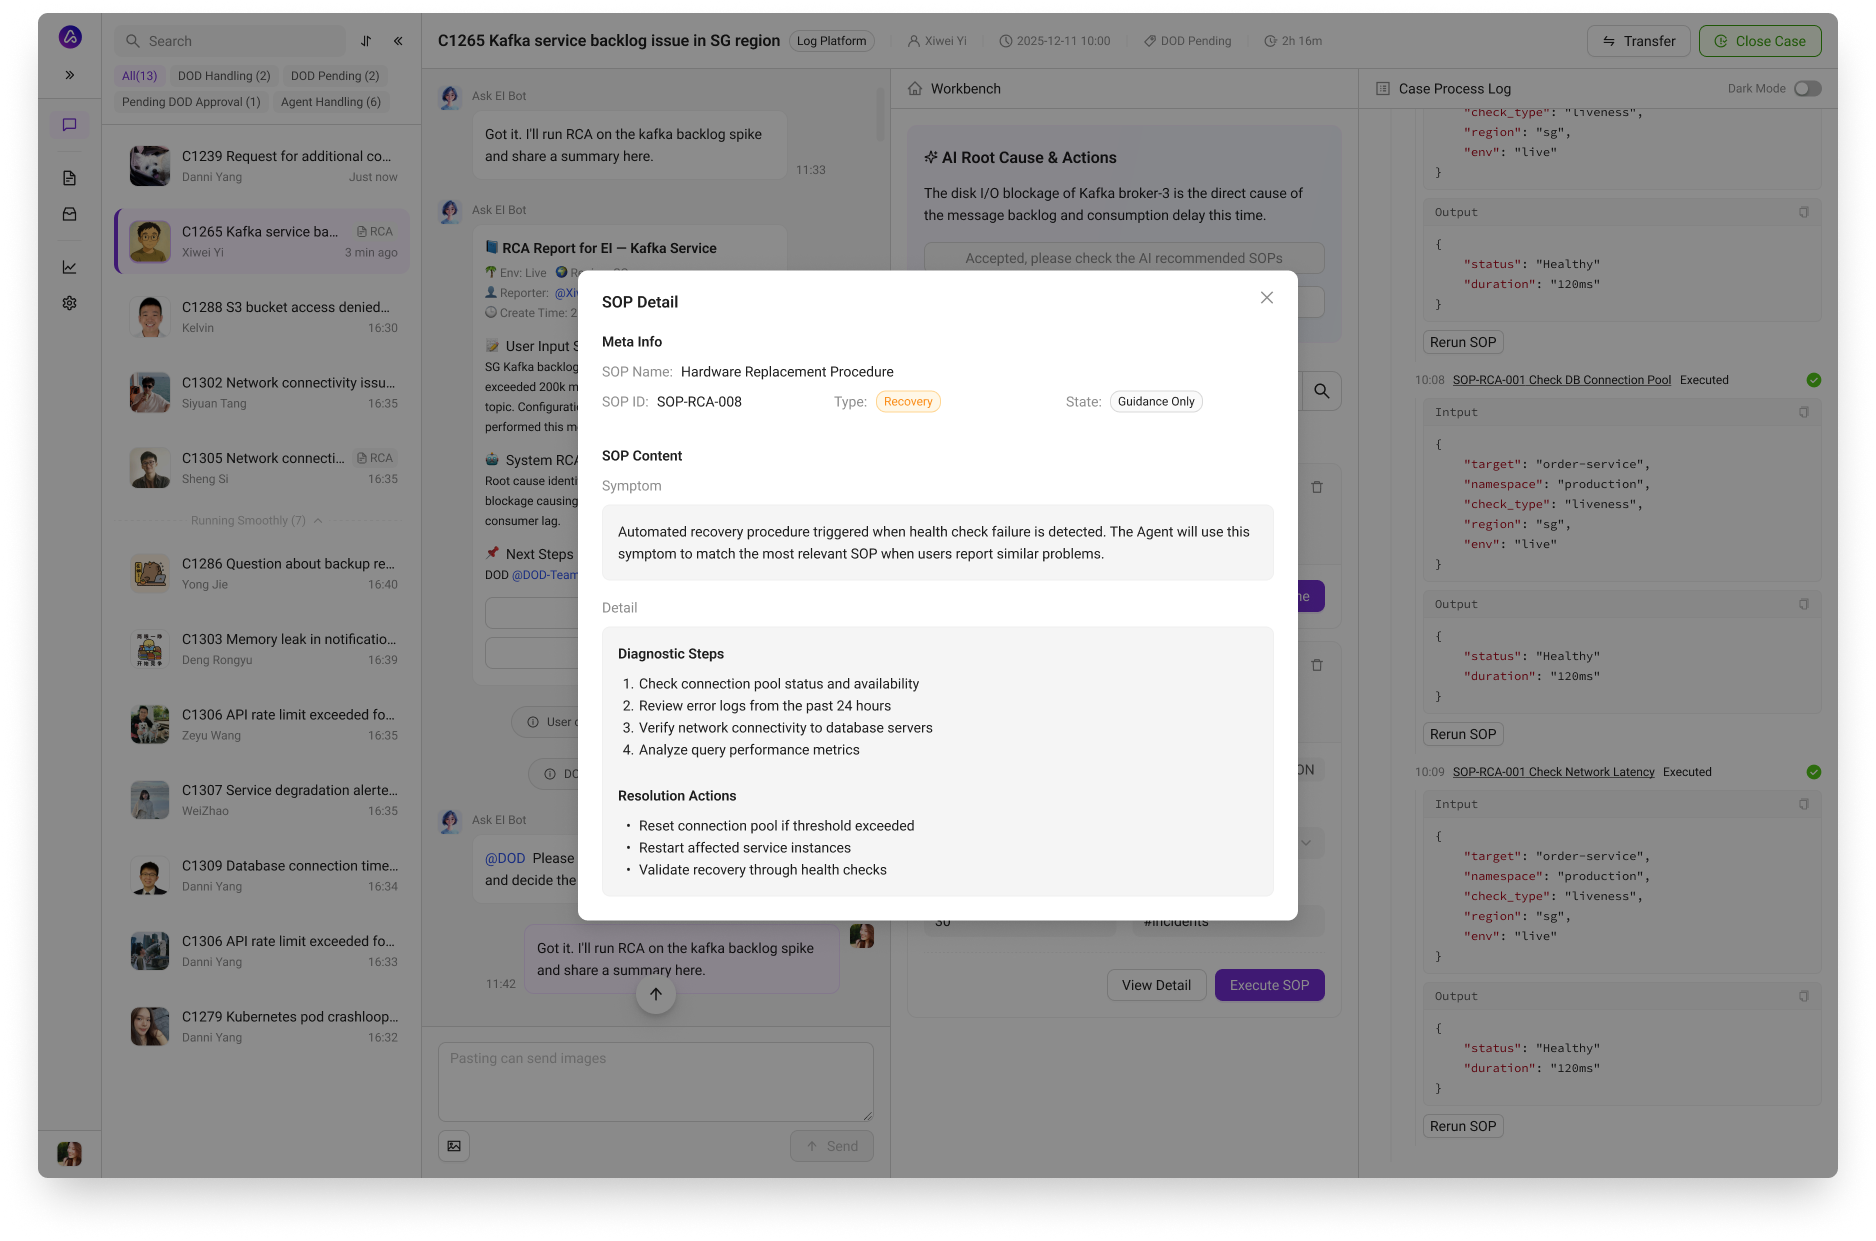 Search
All(13)
DOD Handling (2)
DOD Pending (2)
Pending DOD Approval (1)
Agent Handling (6)
C1239 Request for additional co...
Danni Yang
Just now
C1265 Kafka service ba...
RCA
Xiwei Yi
3 min ago
C1288 S3 bucket access denied...
Kelvin
16:30
C1302 Network connectivity issu...
Siyuan Tang
16:35
C1305 Network connecti...
RCA
Sheng Si
16:35
Running Smoothly (7)
C1286 Question about backup re...
Yong Jie
16:40
C1303 Memory leak in notificatio...
Deng Rongyu
16:39
C1306 API rate limit exceeded fo...
Zeyu Wang
16:35
C1307 Service degradation alerte...
WeiZhao
16:35
C1309 Database connection time...
Danni Yang
16:34
C1306 API rate limit exceeded fo...
Danni Yang
16:33
C1279 Kubernetes pod crashloop...
Danni Yang
16:32
C1265 Kafka service backlog issue in SG region
Log Platform
Xiwei Yi
2025-12-11 10:00
DOD Pending
2h 16m
Transfer
Close Case
Ask EI Bot
Got it. I'll run RCA on the kafka backlog spike
and share a summary here.
11:33
Ask EI Bot
RCA Report for EI — Kafka Service
Env: Live
Reporter: @Xi
Create Time: 2
User Input S
SG Kafka backlog
exceeded 200k m
topic. Configurati
performed this m
System RCA
Root cause identi
blockage causing
consumer lag.
Next Steps
DOD @DOD-Team
User
DO
Ask EI Bot
@DOD Please
and decide the
Got it. I'll run RCA on the kafka backlog spike
and share a summary here.
11:42
Pasting can send images
Send
Workbench
AI Root Cause & Actions
The disk I/O blockage of Kafka broker-3 is the direct cause of
the message backlog and consumption delay this time.
Accepted, please check the AI recommended SOPs
ne
ON
30
#incidents
View Detail
Execute SOP
SOP Detail
Meta Info
SOP Name: Hardware Replacement Procedure
SOP ID: SOP-RCA-008
Type: Recovery
State: Guidance Only
SOP Content
Symptom
Automated recovery procedure triggered when health check failure is detected. The Agent will use this
symptom to match the most relevant SOP when users report similar problems.
Detail
Diagnostic Steps
1. Check connection pool status and availability
2. Review error logs from the past 24 hours
3. Verify network connectivity to database servers
4. Analyze query performance metrics
Resolution Actions
• Reset connection pool if threshold exceeded
• Restart affected service instances
• Validate recovery through health checks
Case Process Log
Dark Mode
"check_type": "liveness",
"region": "sg",
"env": "live"
}
Output
{
"status": "Healthy"
"duration": "120ms"
}
Rerun SOP
10:08 SOP-RCA-001 Check DB Connection Pool Executed
Intput
{
"target": "order-service",
"namespace": "production",
"check_type": "liveness",
"region": "sg",
"env": "live"
}
Output
{
"status": "Healthy"
"duration": "120ms"
}
Rerun SOP
10:09 SOP-RCA-001 Check Network Latency Executed
Intput
{
"target": "order-service",
"namespace": "production",
"check_type": "liveness",
"region": "sg",
"env": "live"
}
Output
{
"status": "Healthy"
"duration": "120ms"
}
Rerun SOP